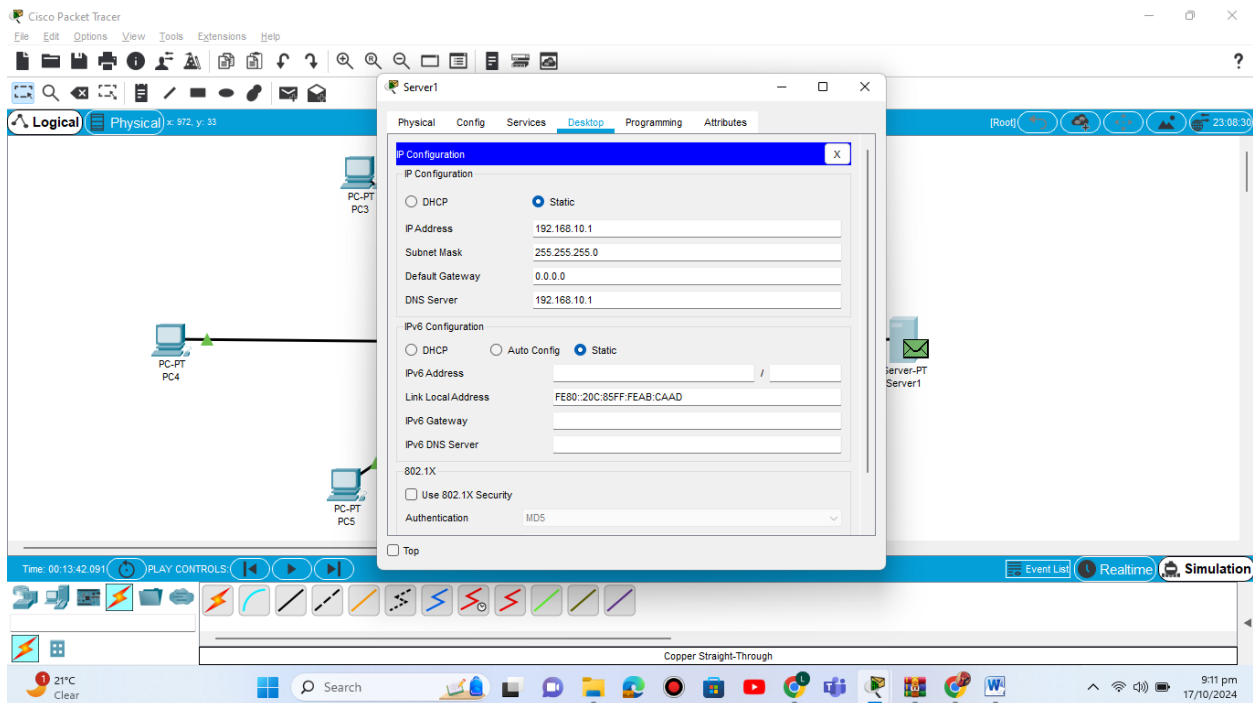 Cisco Packet Tracer
File Edit Options View Tools Extensions Help
?
Server1
Logical Physical x: 972, y: 33
[Root] 23:08:30
Physical Config Services Desktop Programming Attributes
IP Configuration X
IP Configuration
DHCP Static
IP Address 192.168.10.1
Subnet Mask 255.255.255.0
Default Gateway 0.0.0.0
DNS Server 192.168.10.1
IPv6 Configuration
DHCP Auto Config Static
IPv6 Address /
Link Local Address FE80::20C:85FF:FEAB:CAAD
IPv6 Gateway
IPv6 DNS Server
802.1X
Use 802.1X Security
Authentication MD5
Top
PC-PT
PC3
PC-PT
PC4
PC-PT
PC5
Server-PT
Server1
Time: 00:13:42.091 PLAY CONTROLS:
Event List Realtime Simulation
Copper Straight-Through
1
21°C
Clear
Search
9:11 pm
17/10/2024